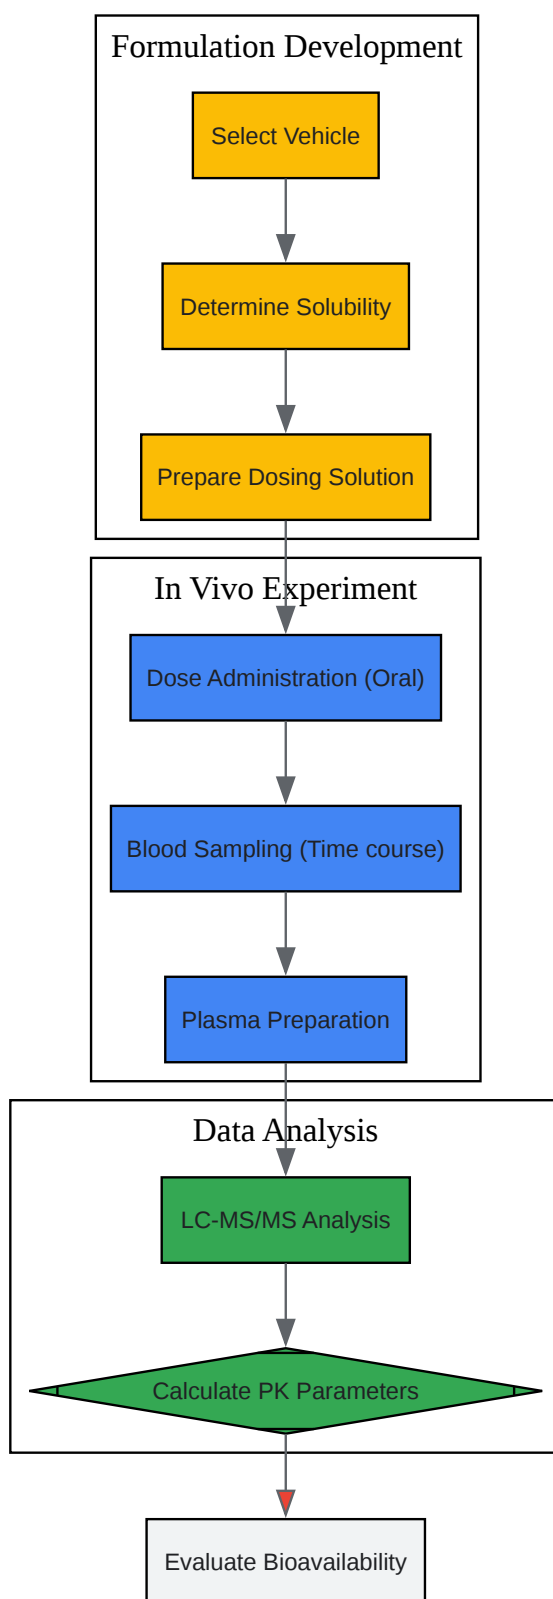 Formulation Development
Select Vehicle
Determine Solubility
Prepare Dosing Solution
In Vivo Experiment
Dose Administration (Oral)
Blood Sampling (Time course)
Plasma Preparation
Data Analysis
LC-MS/MS Analysis
Calculate PK Parameters
Evaluate Bioavailability